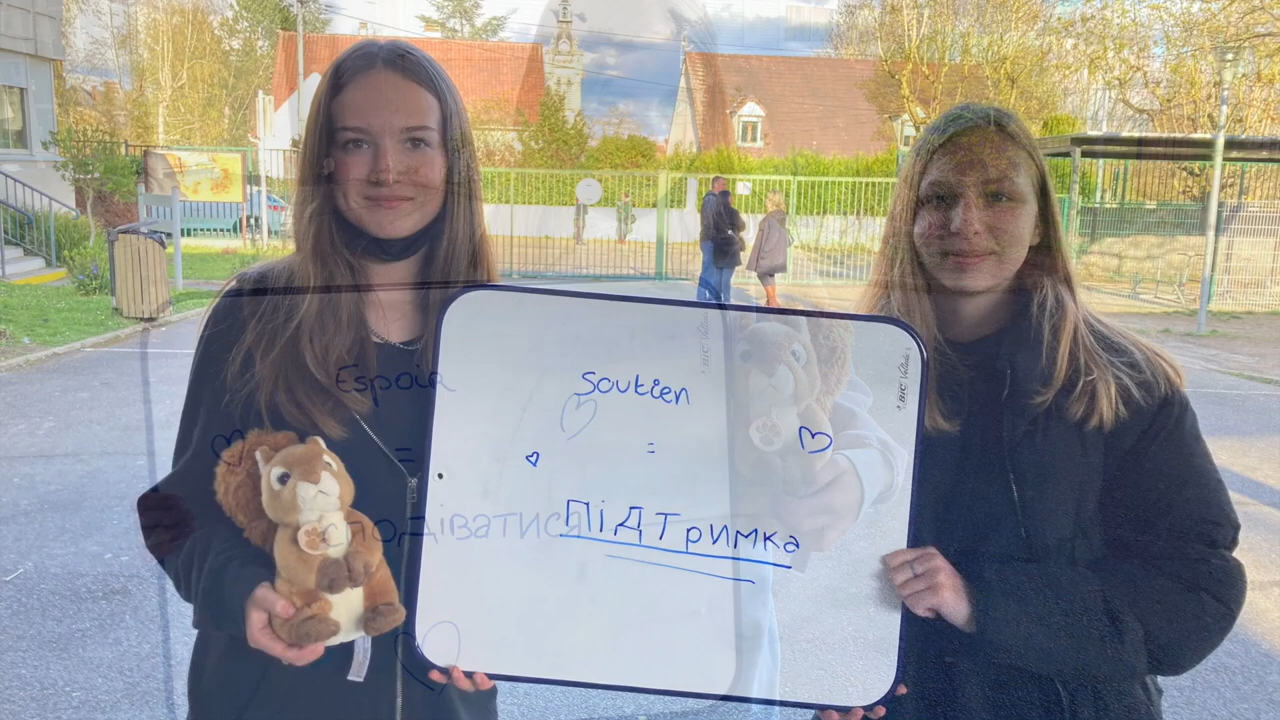 Espoir
=
сподіватися
Soutien
=
Підтримка
BIC Velleda
BIC Velleda